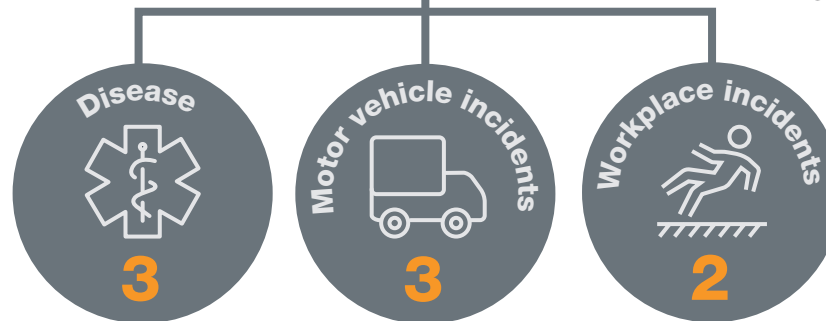 Disease
3
Motor vehicle incidents
3
Workplace incidents
2